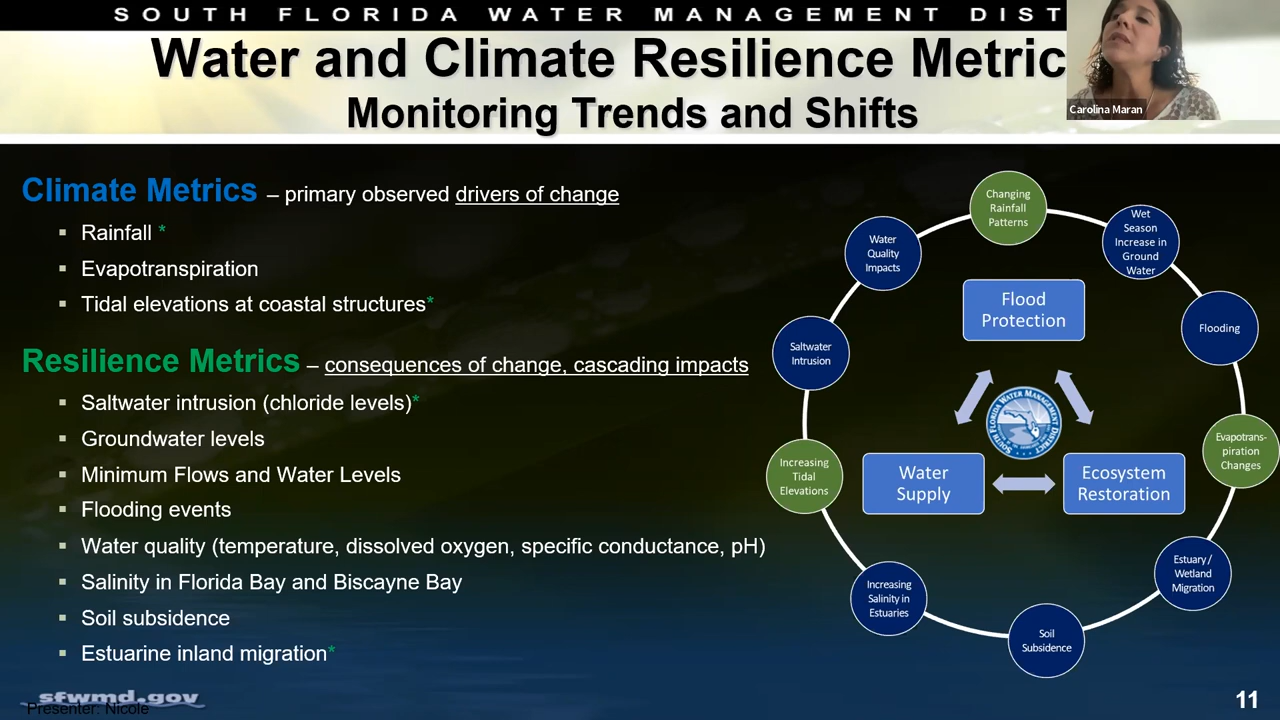 SOUTH FLORIDA WATER MANAGEMENT DIST
Water and Climate Resilience Metric
Monitoring Trends and Shifts
Carolina Maran
Climate Metrics – primary observed drivers of change
▪ Rainfall *
▪ Evapotranspiration
▪ Tidal elevations at coastal structures*
Resilience Metrics – consequences of change, cascading impacts
▪ Saltwater intrusion (chloride levels)*
▪ Groundwater levels
▪ Minimum Flows and Water Levels
▪ Flooding events
▪ Water quality (temperature, dissolved oxygen, specific conductance, pH)
▪ Salinity in Florida Bay and Biscayne Bay
▪ Soil subsidence
▪ Estuarine inland migration*
Changing
Rainfall
Patterns
Wet
Season
Increase in
Ground
Water
Flooding
Evapotrans-
piration
Changes
Estuary /
Wetland
Migration
Soil
Subsidence
Increasing
Salinity in
Estuaries
Increasing
Tidal
Elevations
Saltwater
Intrusion
Water
Quality
Impacts
Flood
Protection
Water
Supply
Ecosystem
Restoration
SOUTH FLORIDA WATER MANAGEMENT DISTRICT
sfwmd.gov
Presenter: Nicole
11